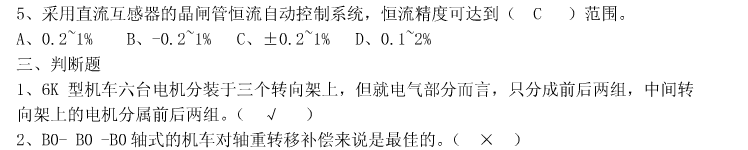 5、采用直流互感器的晶闸管恒流自动控制系统，恒流精度可达到（ C ）范围。
A、0.2~1% B、-0.2~1% C、±0.2~1% D、0.1~2%
三、判断题
1、6K 型机车六台电机分装于三个转向架上，但就电气部分而言，只分成前后两组，中间转
向架上的电机分属前后两组。（ √ ）
2、BO- BO -BO轴式的机车对轴重转移补偿来说是最佳的。（ × ）